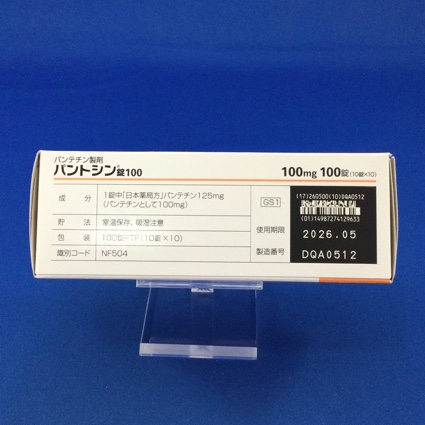 パンテチン製剤
パントシン®錠100
100mg 100錠(10錠×10)
成 分 1錠中「日本薬局方」パンテチン125mg
(パンテチンとして100mg)
貯 法 室温保存、吸湿注意
包 装 100錠PTP(10錠×10)
識別コード NF504
GS1
(17)260500(10)DQA0512
(01)14987274129633
使用期限 2026.05
製造番号 DQA0512